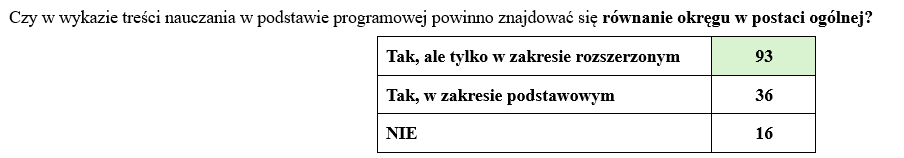 Czy w wykazie treści nauczania w podstawie programowej powinno znajdować się równanie okręgu w postaci ogólnej?
Tak, ale tylko w zakresie rozszerzonym 93
Tak, w zakresie podstawowym 36
NIE 16